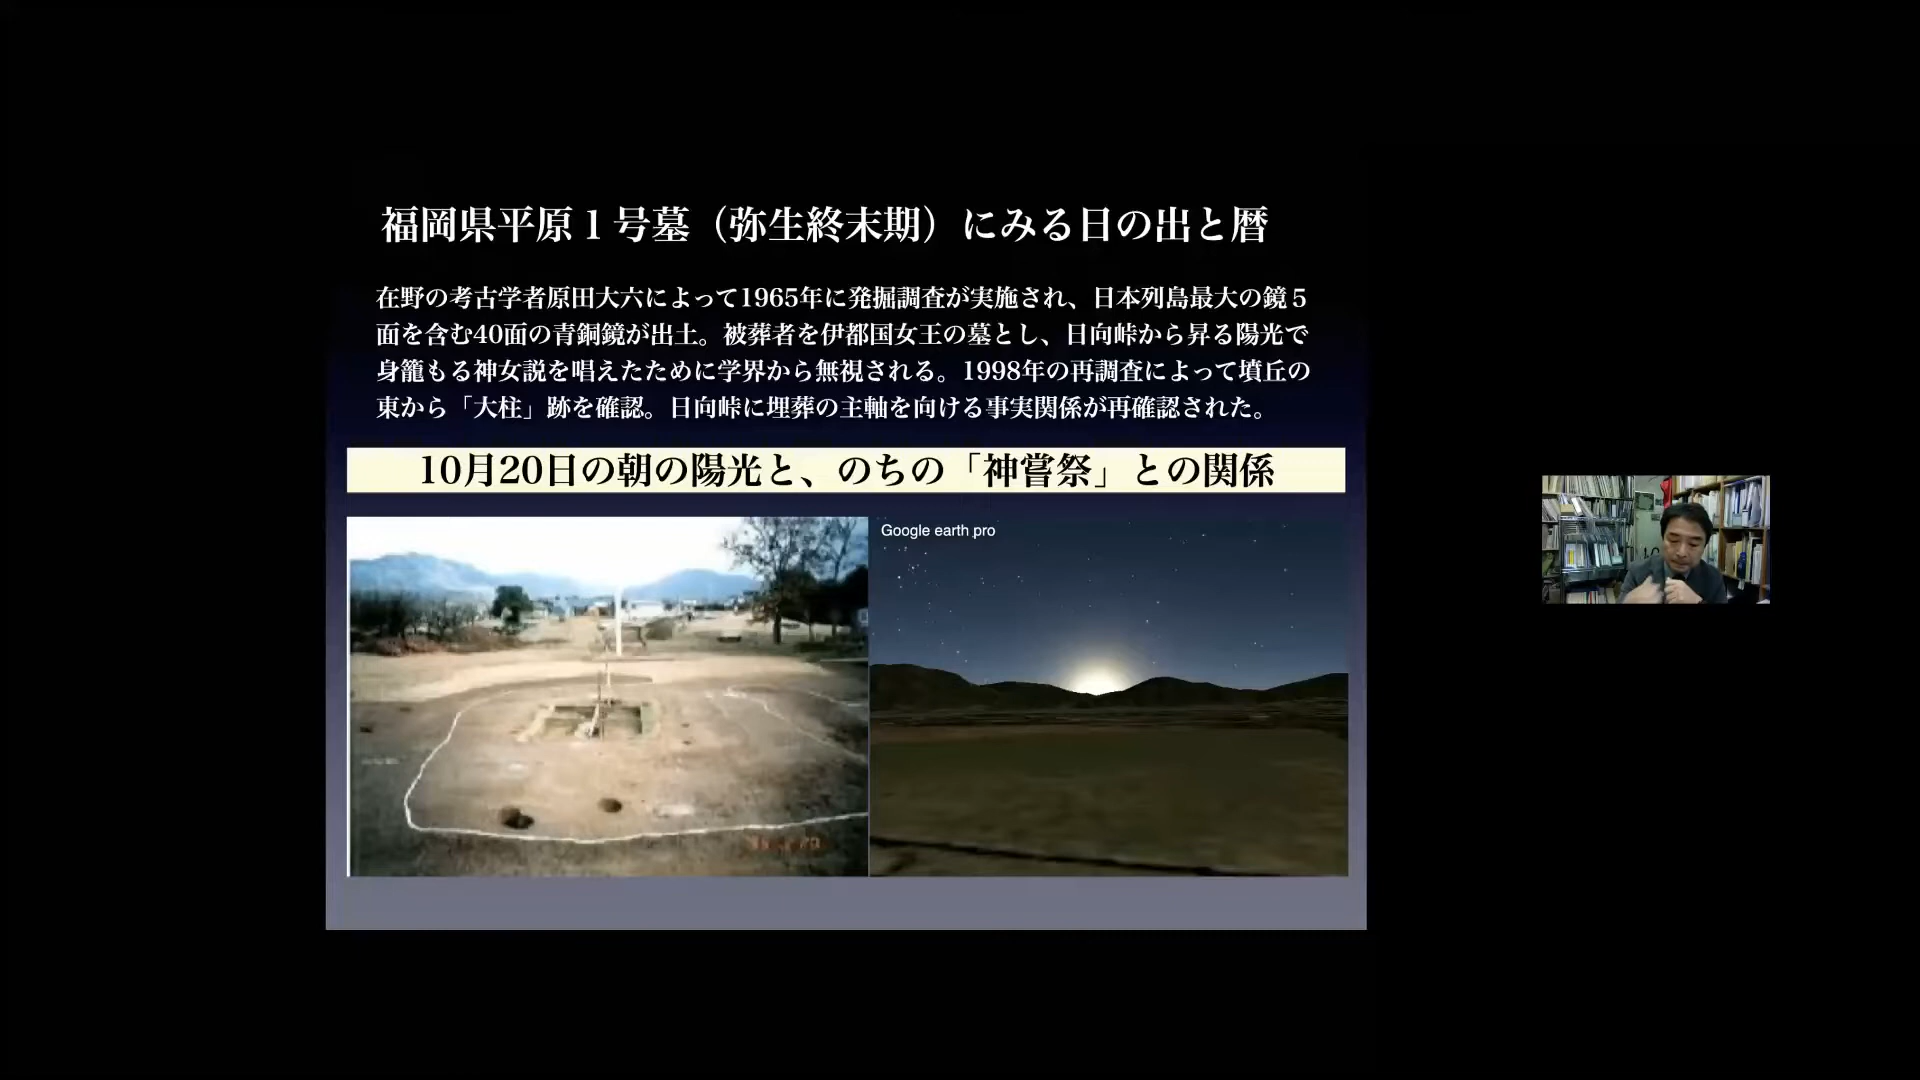 福岡県平原１号墓（弥生終末期）にみる日の出と暦
在野の考古学者原田大六によって1965年に発掘調査が実施され、日本列島最大の鏡５
面を含む40面の青銅鏡が出土。被葬者を伊都国女王の墓とし、日向峠から昇る陽光で
身籠もる神女説を唱えたために学界から無視される。1998年の再調査によって墳丘の
東から「大柱」跡を確認。日向峠に埋葬の主軸を向ける事実関係が再確認された。
10月20日の朝の陽光と、のちの「神嘗祭」との関係
Google earth pro